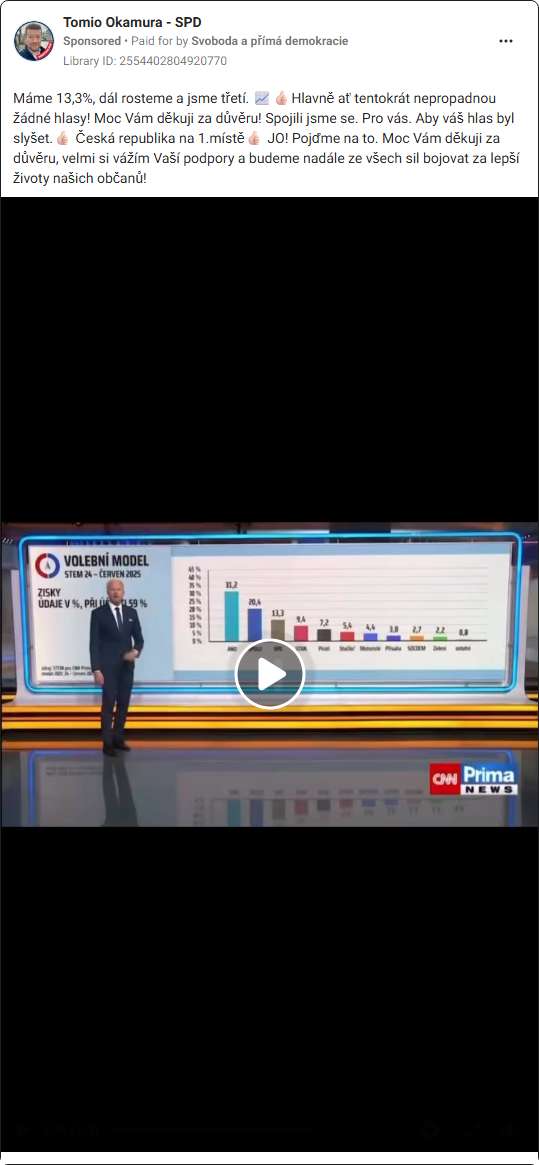 Tomio Okamura - SPD
Sponsored • Paid for by Svoboda a přímá demokracie
Library ID: 2554402804920770
Máme 13,3%, dál rosteme a jsme třetí. 📈 👍🏻 Hlavně ať tentokrát nepropadnou
žádné hlasy! Moc Vám děkuji za důvěru! Spojili jsme se. Pro vás. Aby váš hlas byl
slyšet. 👍🏻 Česká republika na 1.místě 👍🏻 JO! Pojďme na to. Moc Vám děkuji za
důvěru, velmi si vážím Vaší podpory a budeme nadále ze všech sil bojovat za lepší
životy našich občanů!
VOLEBNÍ MODEL
STEM 24 – ČERVEN 2025
ZISKY
ÚDAJE V %, PŘI 59 %
45 %
40 %
35 %
30 %
25 %
20 %
15 %
10 %
5 %
0 %
31,2
20,4
13,3
9,4
7,2
5,4
4,4
3,0
2,7
2,2
0,8
ANO
SPD
STAN
Piráti
Stačilo!
Motoristé
Přísaha
SOCDEM
Zelení
ostatní
CNN Prima
NEWS